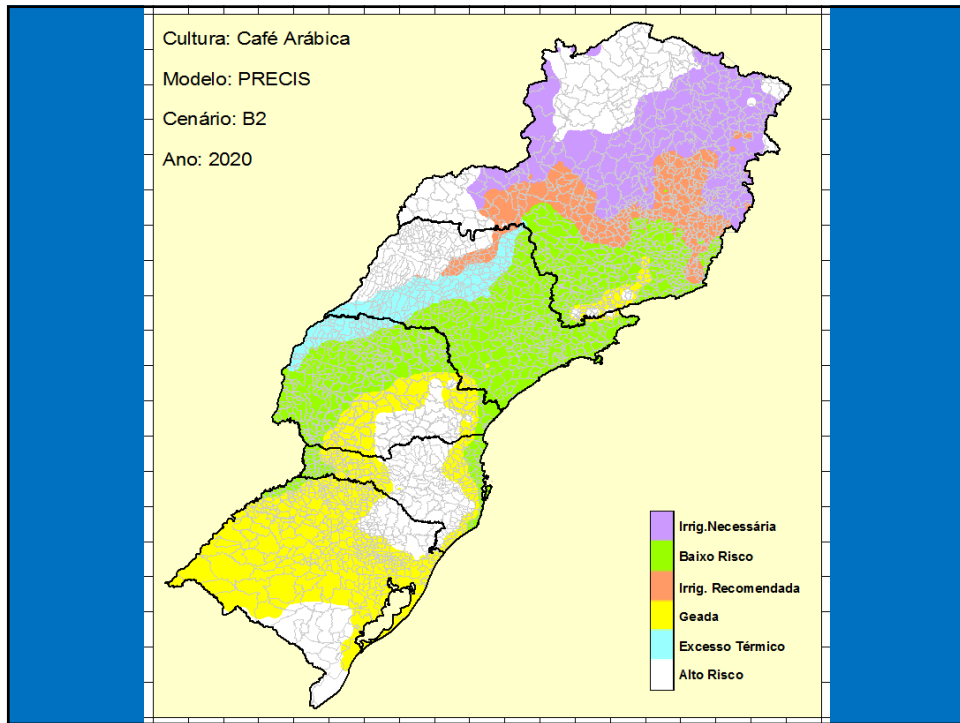 Cultura: Café Arábica
Modelo: PRECIS
Cenário: B2
Ano: 2020
Irrig.Necessária
Baixo Risco
Irrig. Recomendada
Geada
Excesso Térmico
Alto Risco